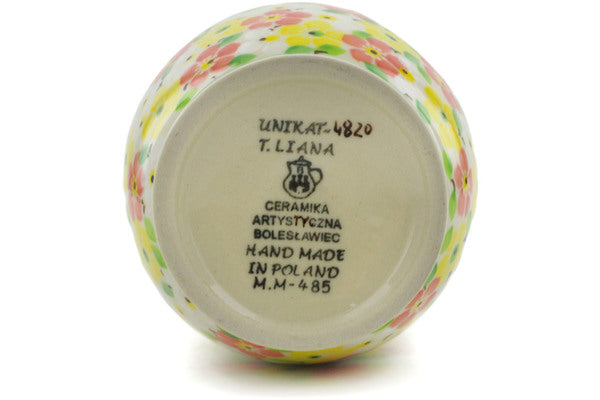 UNIKAT-4820
T. LIANA
CERAMIKA
ARTYSTYCZNA
BOLESŁAWIEC
HAND MADE
IN POLAND
M.M-485